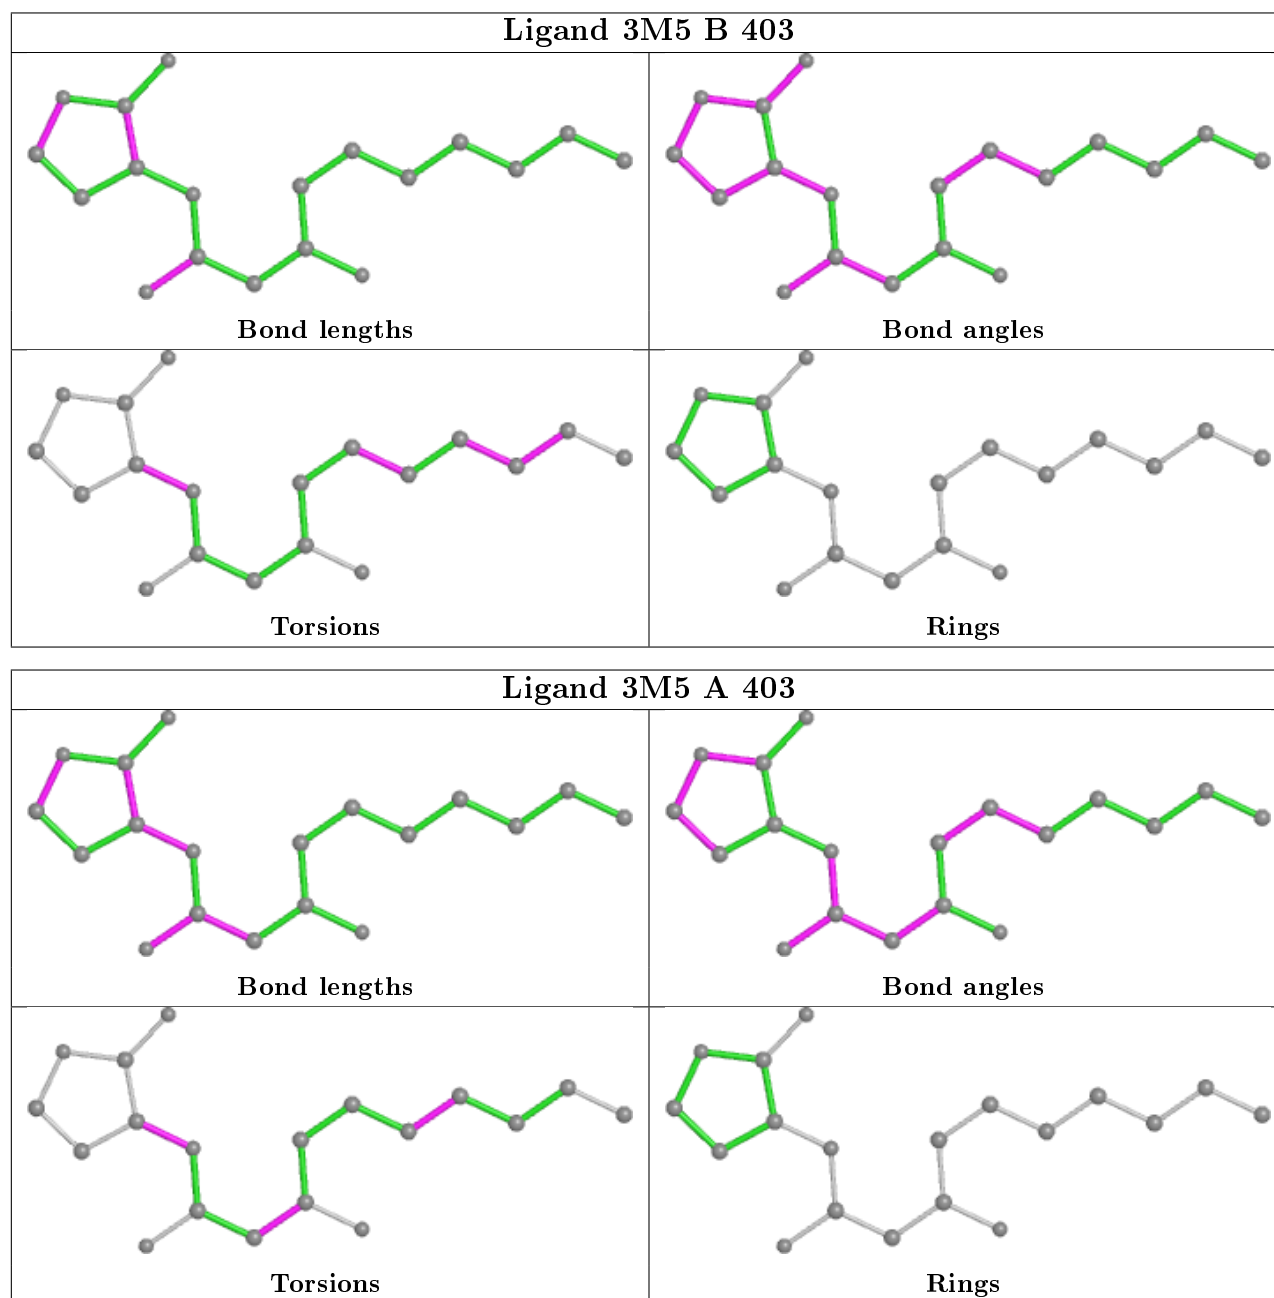 Ligand 3M5 B 403
Bond lengths
Bond angles
Torsions
Rings
Ligand 3M5 A 403
Bond lengths
Bond angles
Torsions
Rings